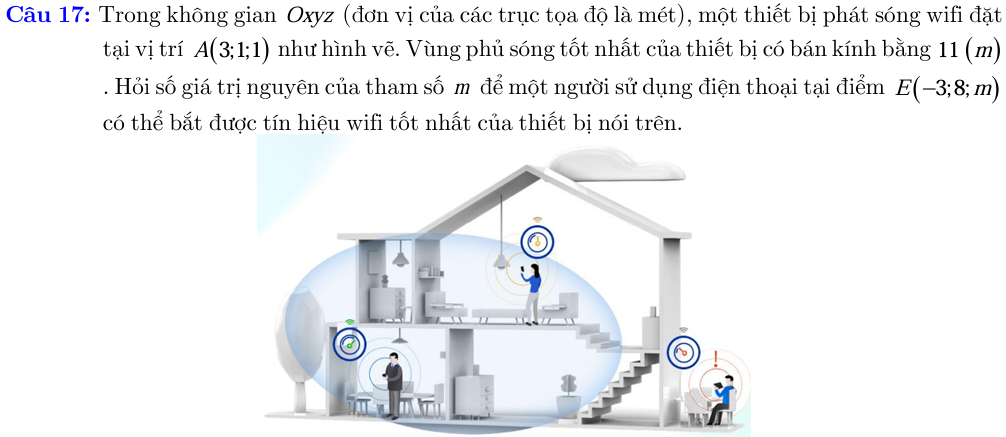 Câu 17: Trong không gian Oxyz (đơn vị của các trục tọa độ là mét), một thiết bị phát sóng wifi đặt
tại vị trí A(3;1;1) như hình vẽ. Vùng phủ sóng tốt nhất của thiết bị có bán kính bằng 11 (m)
. Hỏi số giá trị nguyên của tham số m để một người sử dụng điện thoại tại điểm E(−3;8;m)
có thể bắt được tín hiệu wifi tốt nhất của thiết bị nói trên.
!